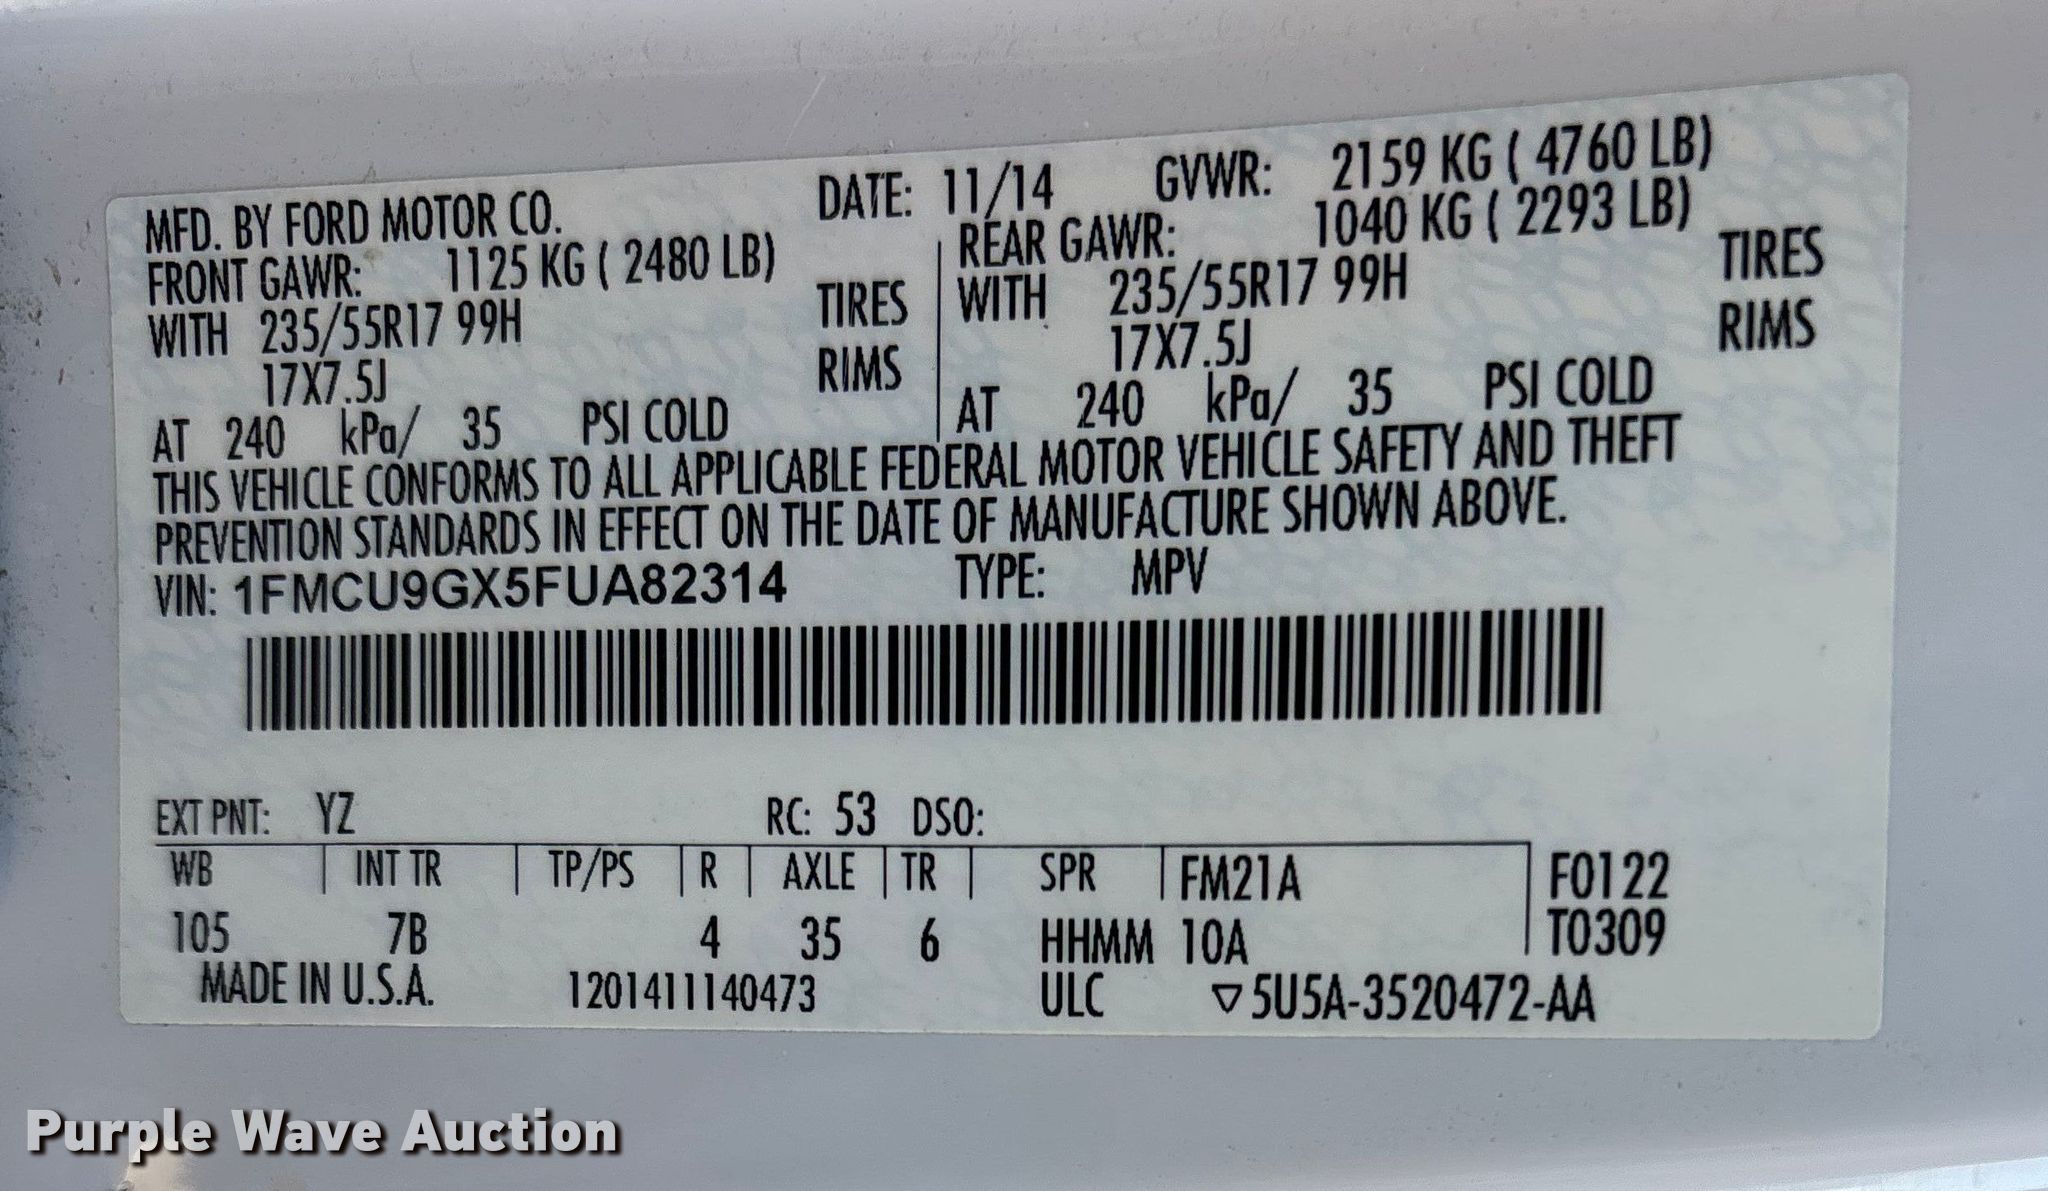 MFD. BY FORD MOTOR CO. DATE: 11/14 GVWR: 2159 KG ( 4760 LB)
FRONT GAWR: 1125 KG ( 2480 LB) REAR GAWR: 1040 KG ( 2293 LB)
WITH 235/55R17 99H TIRES WITH 235/55R17 99H TIRES
17X7.5J RIMS 17X7.5J RIMS
AT 240 kPa/ 35 PSI COLD AT 240 kPa/ 35 PSI COLD
THIS VEHICLE CONFORMS TO ALL APPLICABLE FEDERAL MOTOR VEHICLE SAFETY AND THEFT
PREVENTION STANDARDS IN EFFECT ON THE DATE OF MANUFACTURE SHOWN ABOVE.
VIN: 1FMCU9GX5FUA82314 TYPE: MPV
EXT PNT: YZ RC: 53 DSO:
WB INT TR TP/PS R AXLE TR SPR FM21A F0122
105 7B 4 35 6 HHMM 10A T0309
MADE IN U.S.A. 1201411140473 ULC ▽5U5A-3520472-AA
Purple Wave Auction